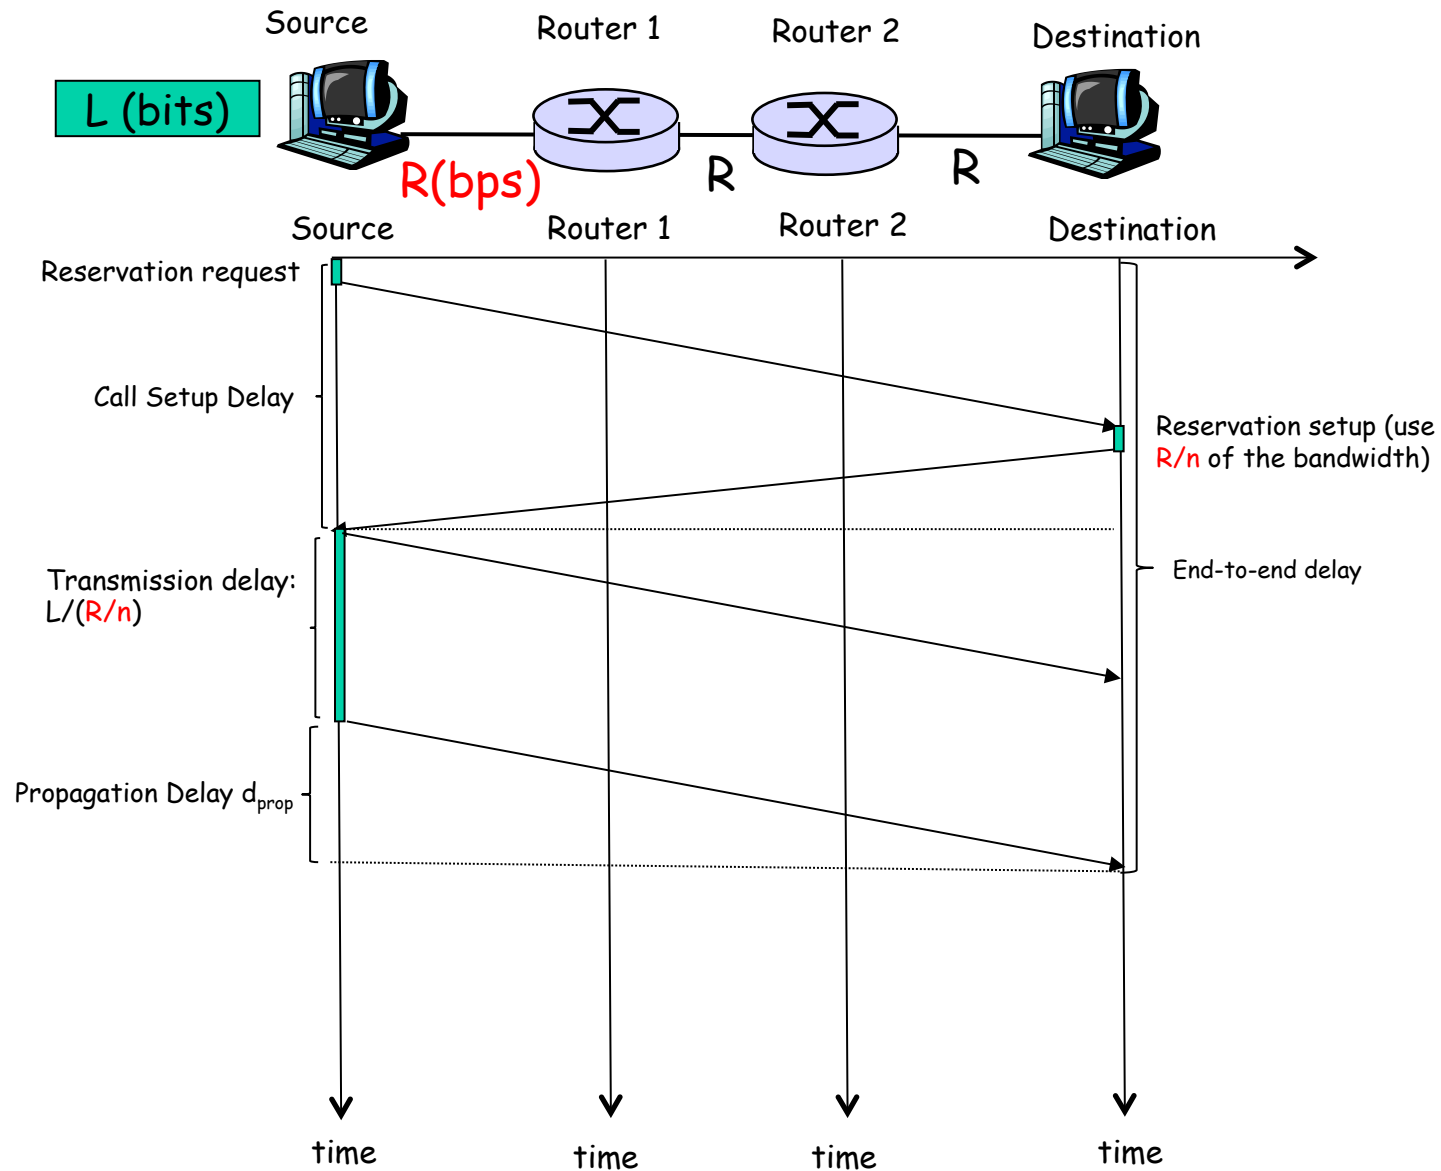 Source
Router 1
Router 2
Destination
L (bits)
R(bps)
R
R
Source
Router 1
Router 2
Destination
Reservation request
Call Setup Delay
Reservation setup (use
R/n of the bandwidth)
End-to-end delay
Transmission delay:
L/(R/n)
Propagation Delay dprop
time
time
time
time